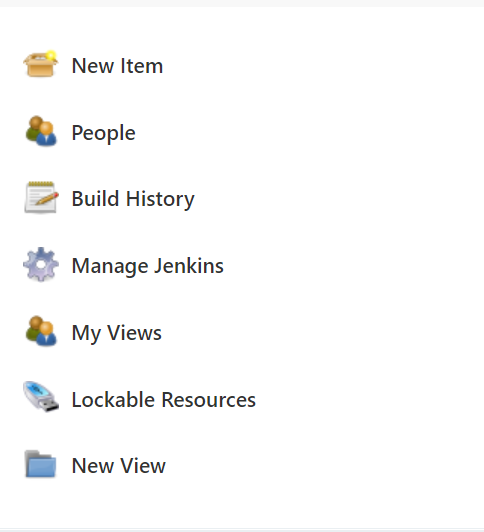 New Item
People
Build History
Manage Jenkins
My Views
Lockable Resources
New View